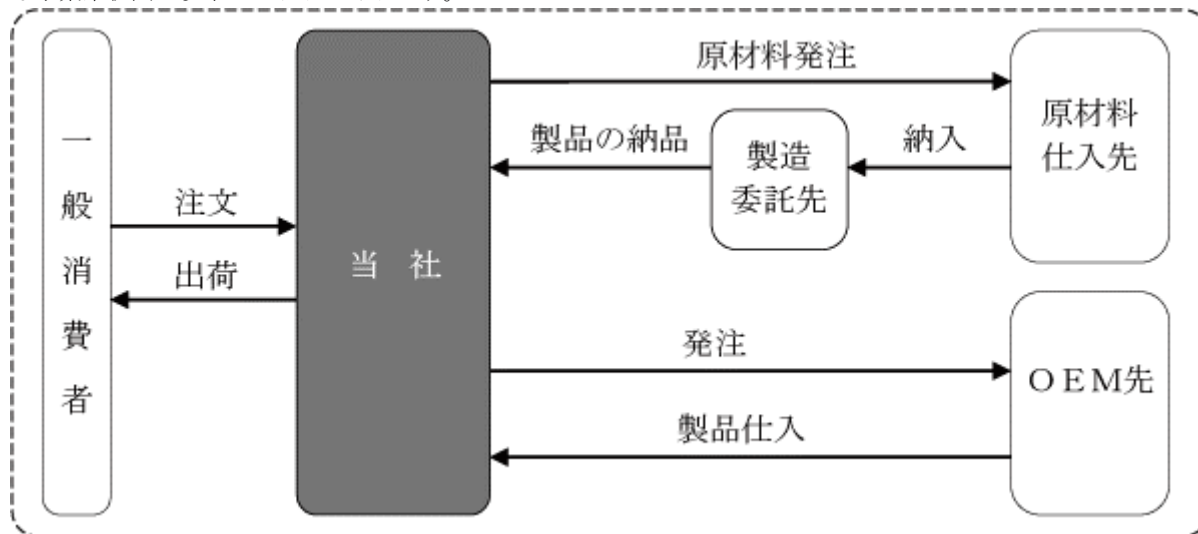 一般消費者
注文
出荷
当 社
原材料発注
製品の納品
製造
委託先
納入
原材料
仕入先
発注
製品仕入
OEM先